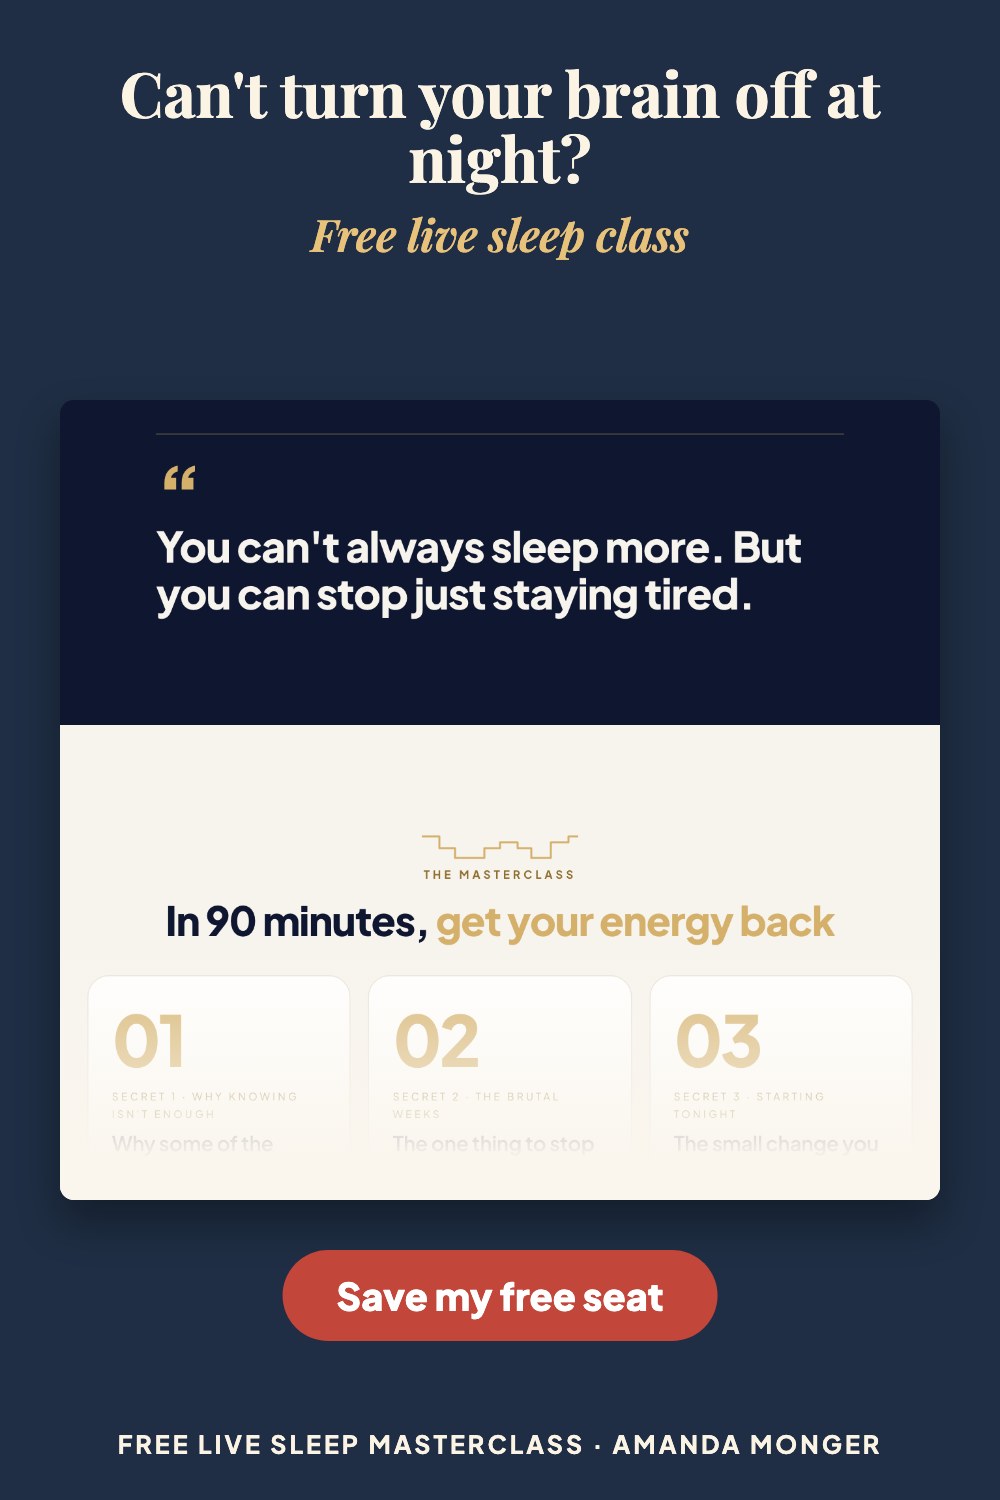 Can't turn your brain off at
night?
Free live sleep class
“
You can't always sleep more. But
you can stop just staying tired.
THE MASTERCLASS
In 90 minutes, get your energy back
01
SECRET 1 · WHY KNOWING
ISN'T ENOUGH
Why some of the
02
SECRET 2 · THE BRUTAL
WEEKS
The one thing to stop
03
SECRET 3 · STARTING
TONIGHT
The small change you
Save my free seat
FREE LIVE SLEEP MASTERCLASS · AMANDA MONGER